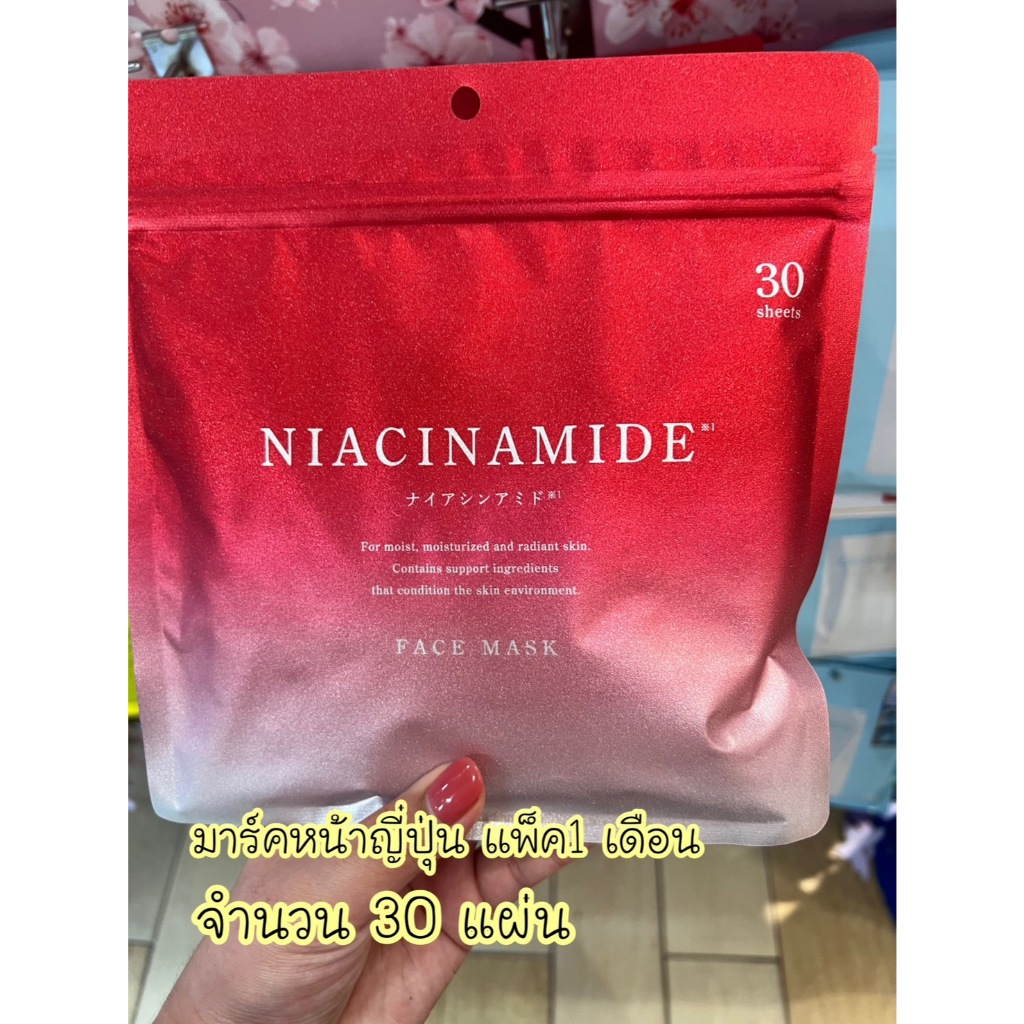 30
sheets
NIACINAMIDE※1
ナイアシンアミド※1
For moist, moisturized and radiant skin.
Contains support ingredients
that condition the skin environment.
FACE MASK
มาร์คหน้าญี่ปุ่น แพ็ค1 เดือน
จำนวน 30 แผ่น